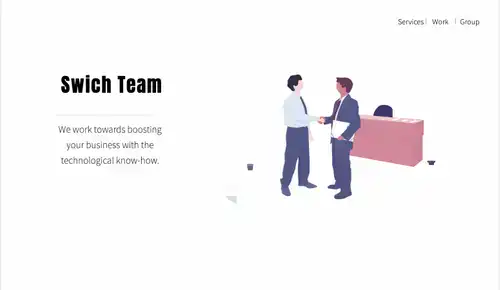 Services Work Group
Swich Team
We work towards boosting
your business with the
technological know-how.